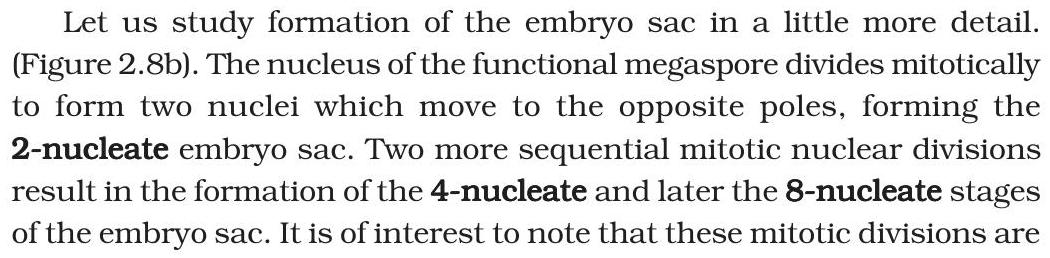 Let us study formation of the embryo sac in a little more detail.
(Figure 2.8b). The nucleus of the functional megaspore divides mitotically
to form two nuclei which move to the opposite poles, forming the
2-nucleate embryo sac. Two more sequential mitotic nuclear divisions
result in the formation of the 4-nucleate and later the 8-nucleate stages
of the embryo sac. It is of interest to note that these mitotic divisions are